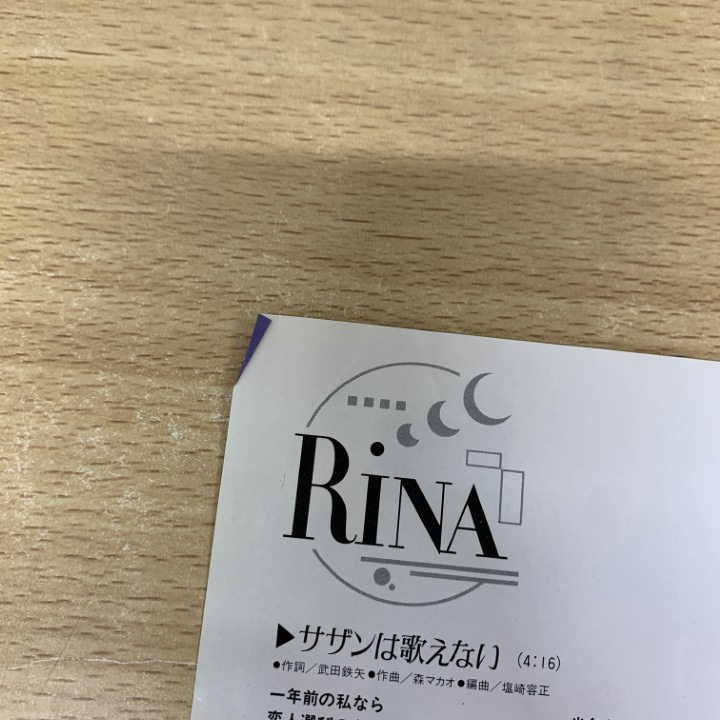 RiNA
▶サザンは歌えない (4:16)
●作詞／武田鉄矢●作曲／森マカオ●編曲／塩崎容正
一年前の私なら